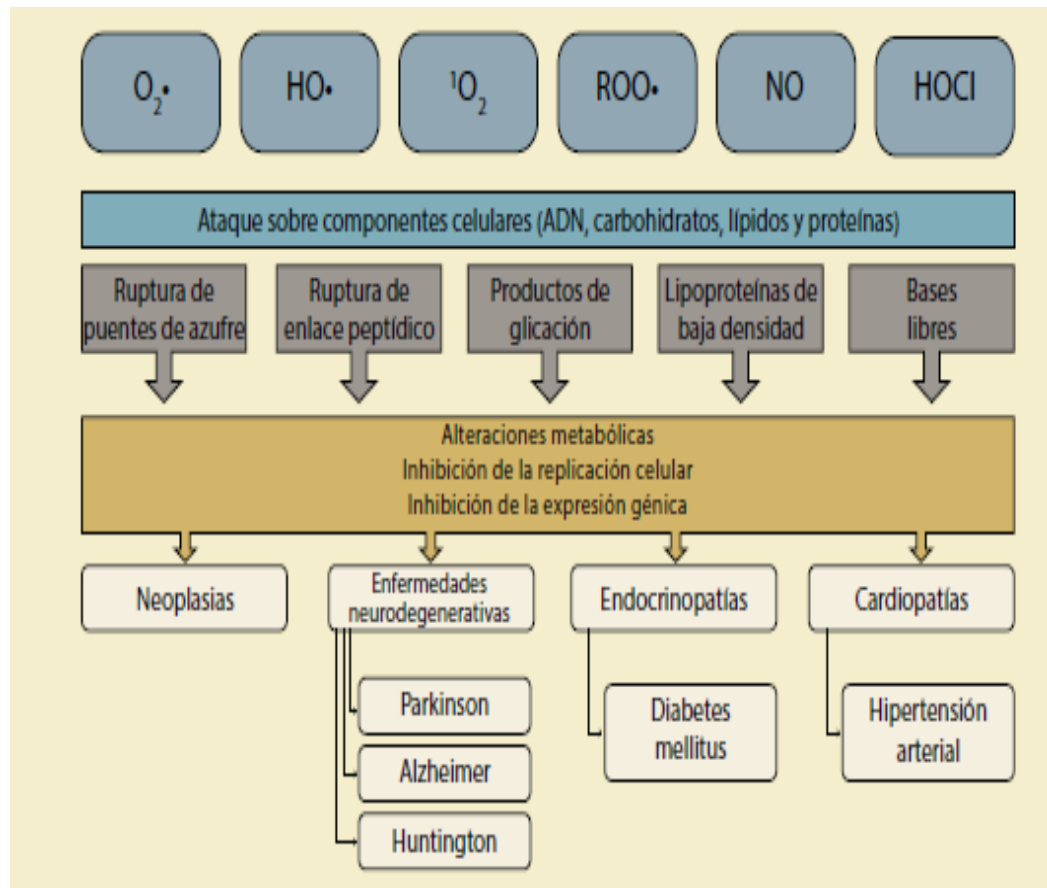 O₂•
HO•
¹O₂
ROO•
NO
HOCl
Ataque sobre componentes celulares (ADN, carbohidratos, lípidos y proteínas)
Ruptura de
puentes de azufre
Ruptura de
enlace peptídico
Productos de
glicación
Lipoproteínas de
baja densidad
Bases
libres
Alteraciones metabólicas
Inhibición de la replicación celular
Inhibición de la expresión génica
Neoplasias
Enfermedades
neurodegenerativas
Endocrinopatías
Cardiopatías
Parkinson
Alzheimer
Huntington
Diabetes
mellitus
Hipertensión
arterial